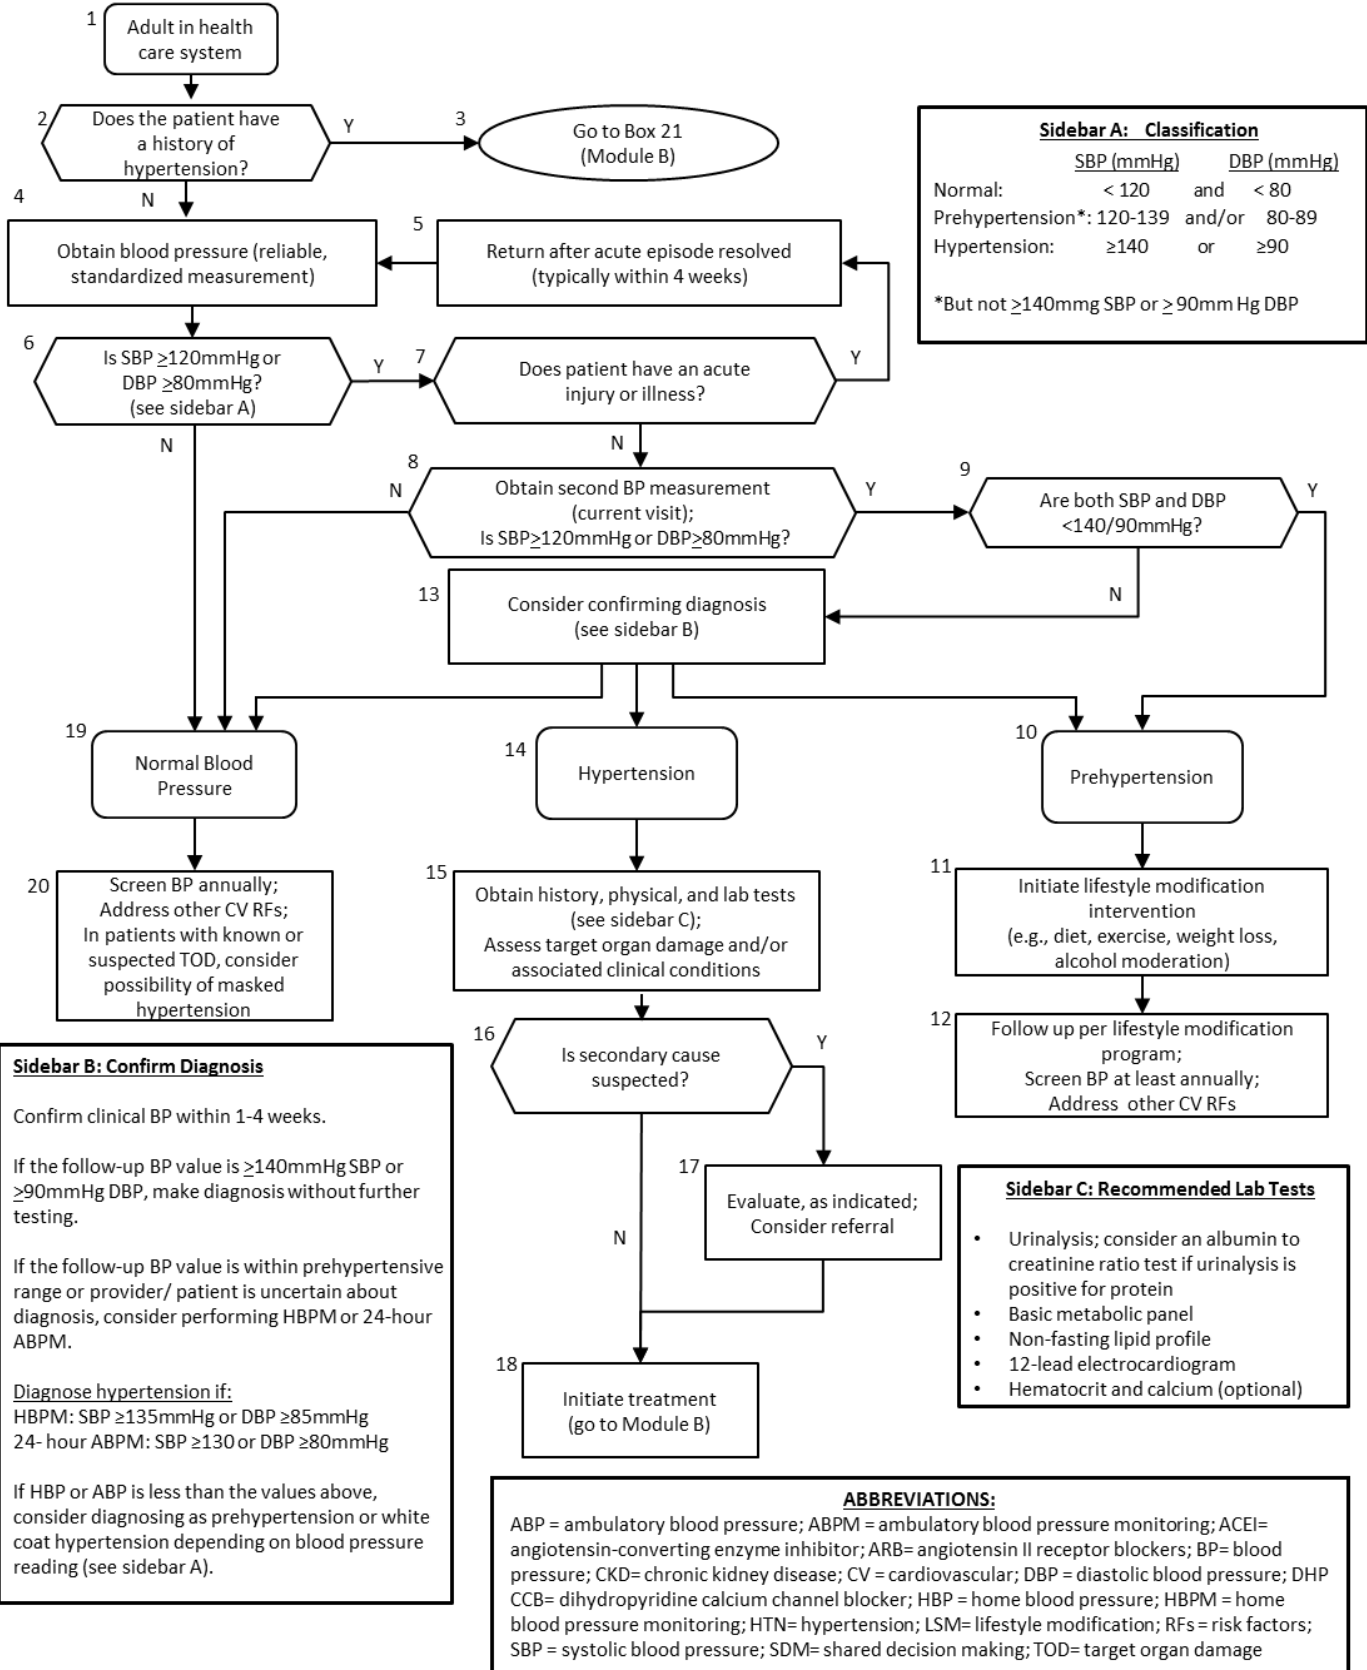 1
Adult in health
care system
2
Does the patient have
a history of
hypertension?
Y
3
Go to Box 21
(Module B)
Sidebar A:   Classification
SBP (mmHg)   DBP (mmHg)
Normal:   < 120   and   < 80
Prehypertension*: 120-139   and/or   80-89
Hypertension:   ≥140   or   ≥90
*But not ≥140mmg SBP or ≥ 90mm Hg DBP
N
4
Obtain blood pressure (reliable,
standardized measurement)
5
Return after acute episode resolved
(typically within 4 weeks)
6
Is SBP ≥120mmHg or
DBP ≥80mmHg?
(see sidebar A)
Y
7
Does patient have an acute
injury or illness?
Y
N
N
8
Obtain second BP measurement
(current visit);
Is SBP≥120mmHg or DBP≥80mmHg?
N
Y
9
Are both SBP and DBP
<140/90mmHg?
Y
N
13
Consider confirming diagnosis
(see sidebar B)
19
Normal Blood
Pressure
14
Hypertension
10
Prehypertension
20
Screen BP annually;
Address other CV RFs;
In patients with known or
suspected TOD, consider
possibility of masked
hypertension
15
Obtain history, physical, and lab tests
(see sidebar C);
Assess target organ damage and/or
associated clinical conditions
11
Initiate lifestyle modification
intervention
(e.g., diet, exercise, weight loss,
alcohol moderation)
16
Is secondary cause
suspected?
Y
12
Follow up per lifestyle modification
program;
Screen BP at least annually;
Address  other CV RFs
17
Evaluate, as indicated;
Consider referral
N
18
Initiate treatment
(go to Module B)
Sidebar B: Confirm Diagnosis
Confirm clinical BP within 1-4 weeks.
If the follow-up BP value is ≥140mmHg SBP or
≥90mmHg DBP, make diagnosis without further
testing.
If the follow-up BP value is within prehypertensive
range or provider/ patient is uncertain about
diagnosis, consider performing HBPM or 24-hour
ABPM.
Diagnose hypertension if:
HBPM: SBP ≥135mmHg or DBP ≥85mmHg
24- hour ABPM: SBP ≥130 or DBP ≥80mmHg
If HBP or ABP is less than the values above,
consider diagnosing as prehypertension or white
coat hypertension depending on blood pressure
reading (see sidebar A).
Sidebar C: Recommended Lab Tests
• Urinalysis; consider an albumin to
creatinine ratio test if urinalysis is
positive for protein
• Basic metabolic panel
• Non-fasting lipid profile
• 12-lead electrocardiogram
• Hematocrit and calcium (optional)
ABBREVIATIONS:
ABP = ambulatory blood pressure; ABPM = ambulatory blood pressure monitoring; ACEI=
angiotensin-converting enzyme inhibitor; ARB= angiotensin II receptor blockers; BP= blood
pressure; CKD= chronic kidney disease; CV = cardiovascular; DBP = diastolic blood pressure; DHP
CCB= dihydropyridine calcium channel blocker; HBP = home blood pressure; HBPM = home
blood pressure monitoring; HTN= hypertension; LSM= lifestyle modification; RFs = risk factors;
SBP = systolic blood pressure; SDM= shared decision making; TOD= target organ damage